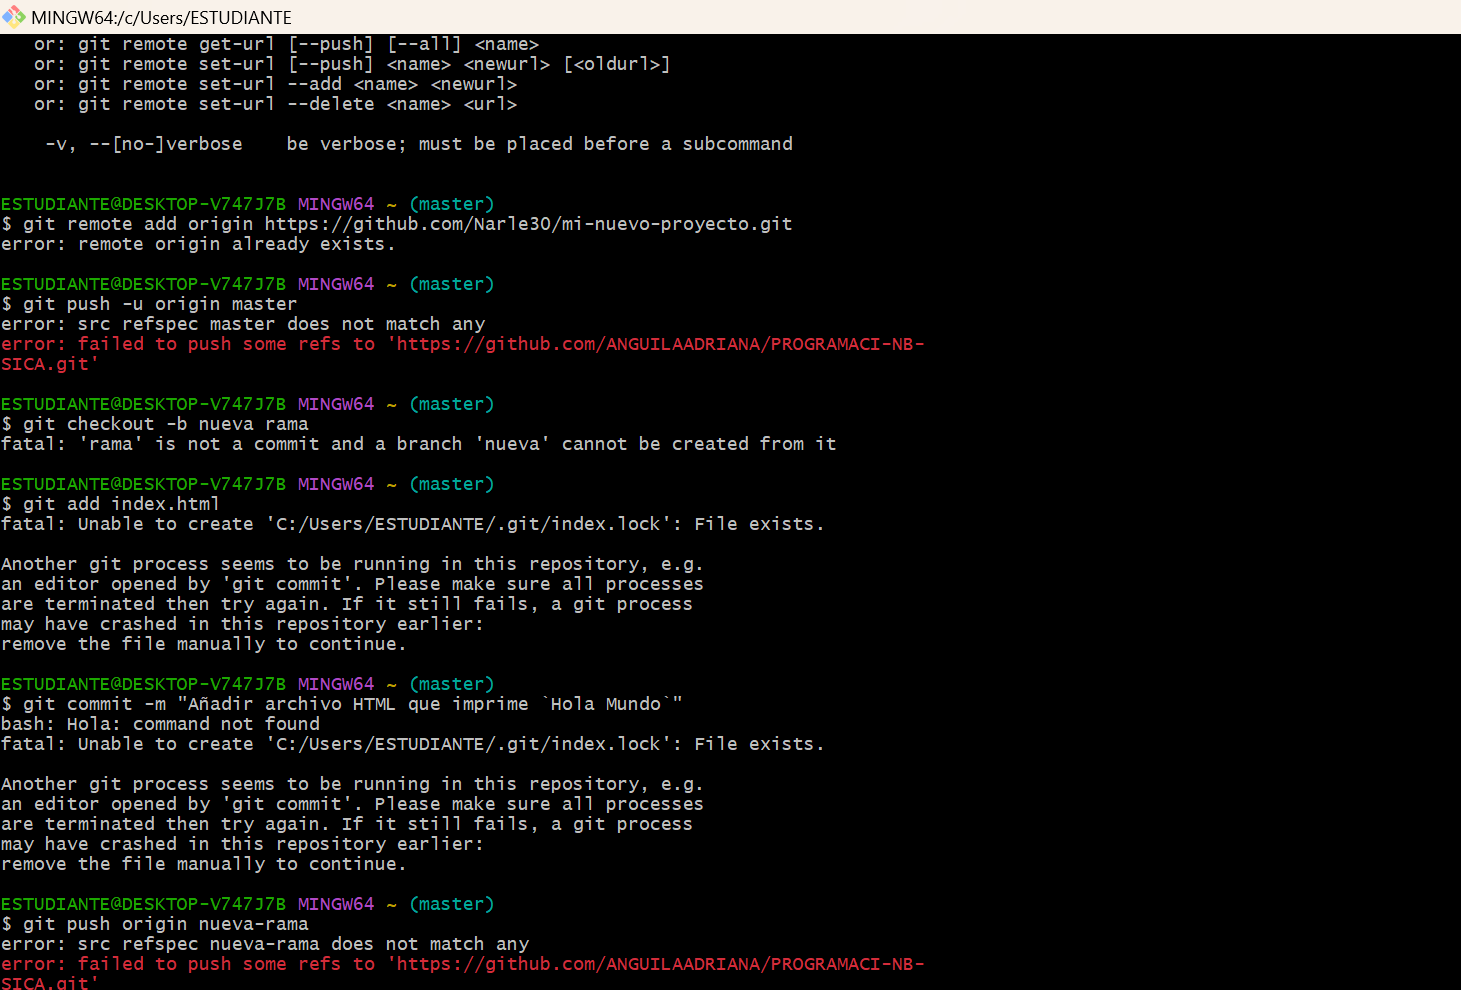 MINGW64:/c/Users/ESTUDIANTE
or: git remote get-url [--push] [--all] <name>
or: git remote set-url [--push] <name> <newurl> [<oldurl>]
or: git remote set-url --add <name> <newurl>
or: git remote set-url --delete <name> <url>
-v, --[no-]verbose    be verbose; must be placed before a subcommand
ESTUDIANTE@DESKTOP-V747J7B MINGW64 ~ (master)
$ git remote add origin https://github.com/Narle30/mi-nuevo-proyecto.git
error: remote origin already exists.
ESTUDIANTE@DESKTOP-V747J7B MINGW64 ~ (master)
$ git push -u origin master
error: src refspec master does not match any
error: failed to push some refs to 'https://github.com/ANGUILAADRIANA/PROGRAMACI-NB-
SICA.git'
ESTUDIANTE@DESKTOP-V747J7B MINGW64 ~ (master)
$ git checkout -b nueva rama
fatal: 'rama' is not a commit and a branch 'nueva' cannot be created from it
ESTUDIANTE@DESKTOP-V747J7B MINGW64 ~ (master)
$ git add index.html
fatal: Unable to create 'C:/Users/ESTUDIANTE/.git/index.lock': File exists.
Another git process seems to be running in this repository, e.g.
an editor opened by 'git commit'. Please make sure all processes
are terminated then try again. If it still fails, a git process
may have crashed in this repository earlier:
remove the file manually to continue.
ESTUDIANTE@DESKTOP-V747J7B MINGW64 ~ (master)
$ git commit -m "Añadir archivo HTML que imprime `Hola Mundo`"
bash: Hola: command not found
fatal: Unable to create 'C:/Users/ESTUDIANTE/.git/index.lock': File exists.
Another git process seems to be running in this repository, e.g.
an editor opened by 'git commit'. Please make sure all processes
are terminated then try again. If it still fails, a git process
may have crashed in this repository earlier:
remove the file manually to continue.
ESTUDIANTE@DESKTOP-V747J7B MINGW64 ~ (master)
$ git push origin nueva-rama
error: src refspec nueva-rama does not match any
error: failed to push some refs to 'https://github.com/ANGUILAADRIANA/PROGRAMACI-NB-
SICA.git'